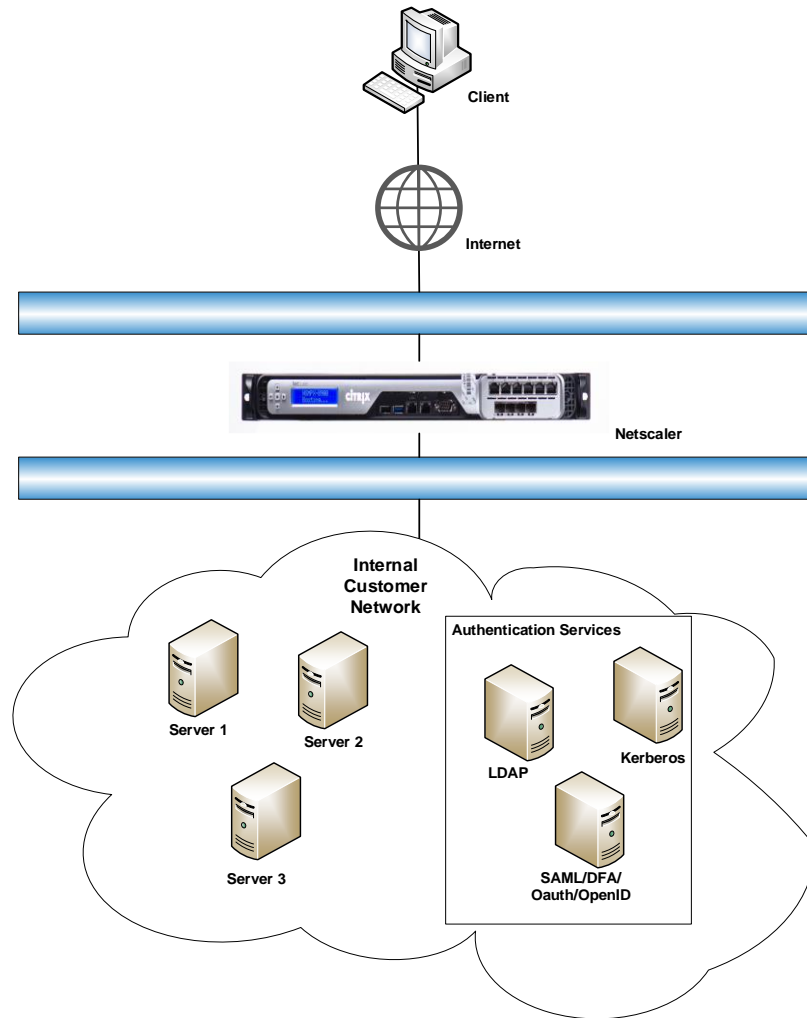 Client
Internet
CITRIX
Netscaler
Internal
Customer
Network
Authentication Services
Server 1
Server 2
Server 3
LDAP
Kerberos
SAML/DFA/
Oauth/OpenID